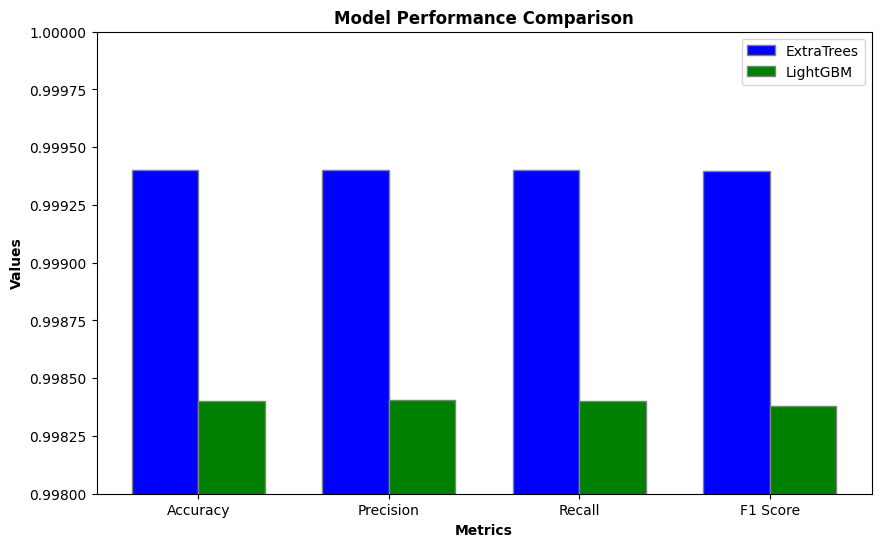 Model Performance Comparison
1.00000
0.99975
0.99950
0.99925
0.99900
0.99875
0.99850
0.99825
0.99800
Values
ExtraTrees
LightGBM
Accuracy
Precision
Recall
F1 Score
Metrics